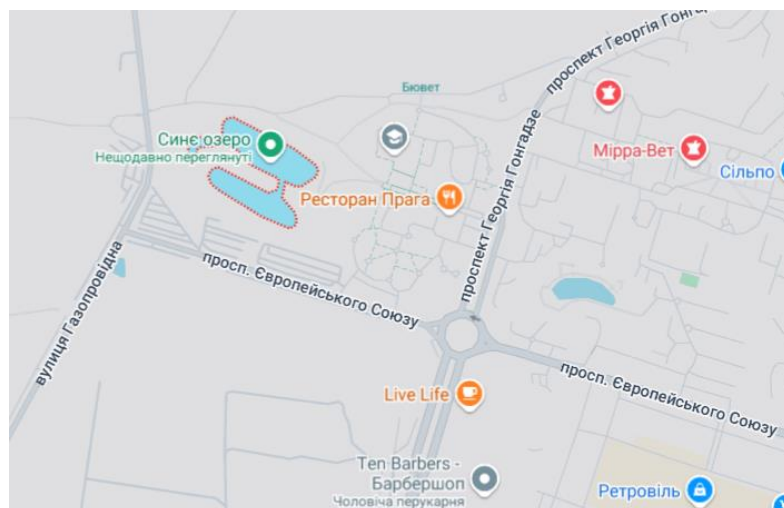 проспект Георгія Гонгадзе
Бювет
Синє озеро
Нещодавно переглянуті
Мірра-Вет
Сільпо
Ресторан Прага
проспект Георгія Гонгадзе
вулиця Газопровідна
просп. Європейського Союзу
просп. Європейського Союзу
Live Life
Ten Barbers -
Барбершоп
Чоловіча перукарня
Ретровіль